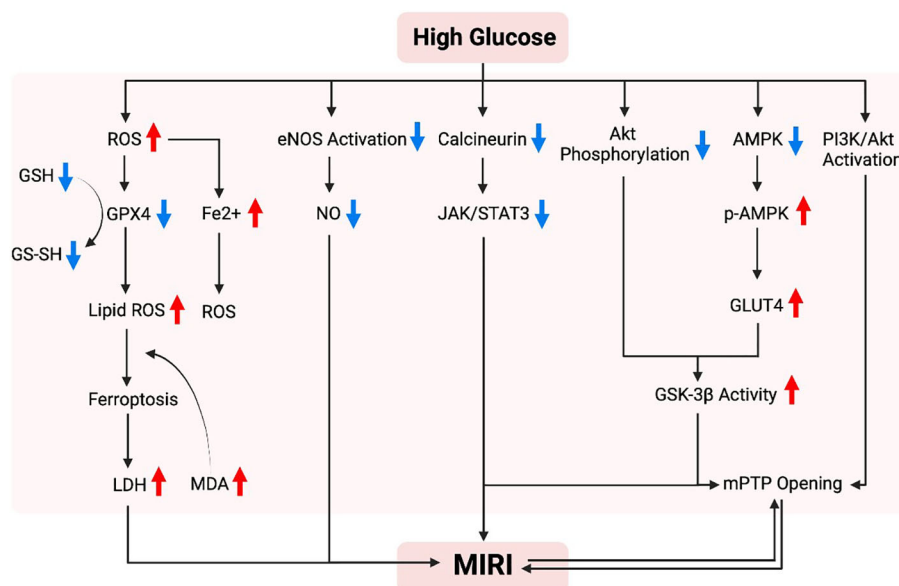 High Glucose
ROS
eNOS Activation
Calcineurin
Akt
Phosphorylation
AMPK
PI3K/Akt
Activation
GSH
GPX4
Fe2+
NO
JAK/STAT3
p-AMPK
GS-SH
Lipid ROS
ROS
GLUT4
Ferroptosis
GSK-3β Activity
LDH
MDA
mPTP Opening
MIRI